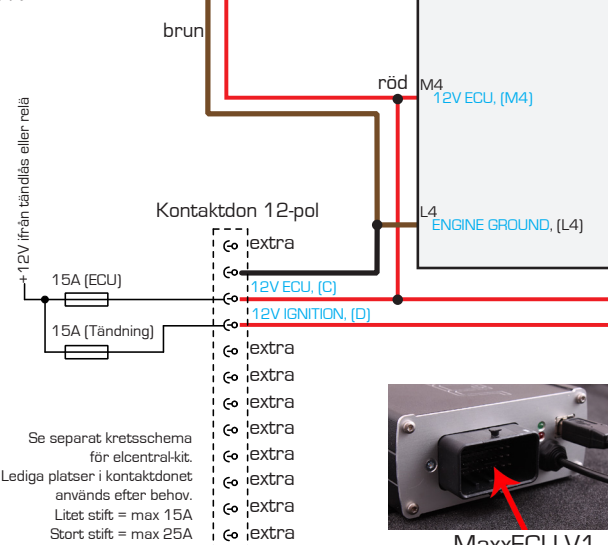 brun
röd
M4
12V ECU, (M4)
+12V ifrån tändlås eller relä
Kontaktdon 12-pol
L4
ENGINE GROUND, (L4)
extra
15A (ECU)
12V ECU, (C)
12V IGNITION, (D)
15A (Tändning)
extra
extra
extra
extra
extra
extra
extra
extra
Se separat kretsschema
för elcentral-kit.
Lediga platser i kontaktdonet
används efter behov.
Litet stift = max 15A
Stort stift = max 25A
MaxxECU V1